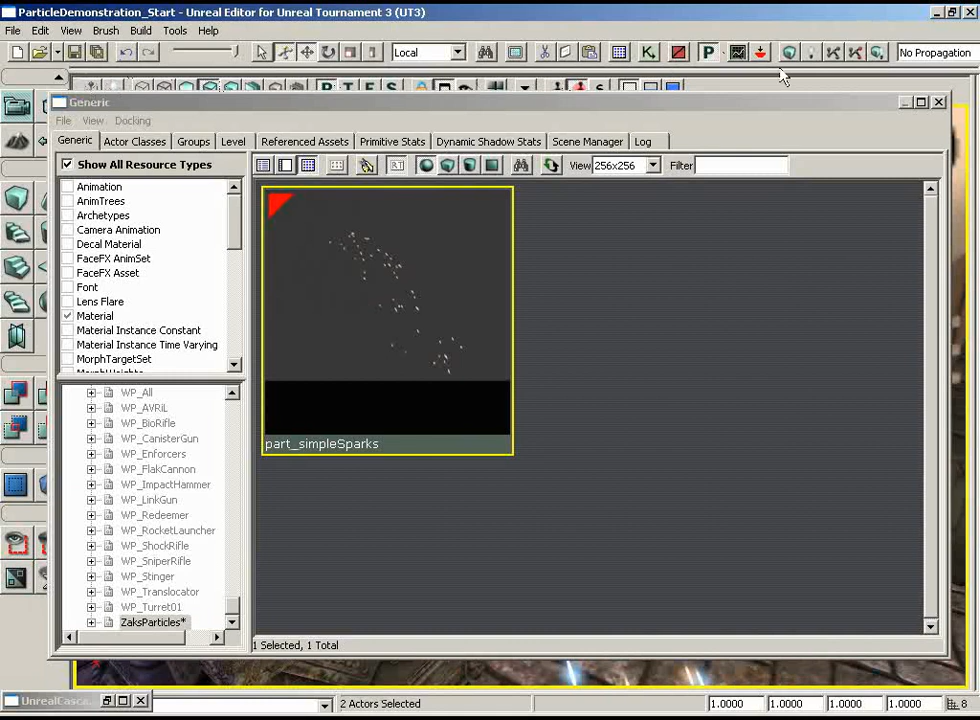 ParticleDemonstration_Start - Unreal Editor for Unreal Tournament 3 (UT3)
File Edit View Brush Build Tools Help
Local
P
No Propagation
Generic
File View Docking
Generic Actor Classes Groups Level Referenced Assets Primitive Stats Dynamic Shadow Stats Scene Manager Log
Show All Resource Types
RT
View 256x256 Filter
Animation
AnimTrees
Archetypes
Camera Animation
Decal Material
FaceFX AnimSet
FaceFX Asset
Font
Lens Flare
Material
Material Instance Constant
Material Instance Time Varying
MorphTargetSet
MorphWeights
WP_All
WP_AVRiL
WP_BioRifle
WP_CanisterGun
WP_Enforcers
WP_FlakCannon
WP_ImpactHammer
WP_LinkGun
WP_Redeemer
WP_RocketLauncher
WP_ShockRifle
WP_SniperRifle
WP_Stinger
WP_Translocator
WP_Turret01
ZaksParticles*
part_simpleSparks
1 Selected, 1 Total
UnrealCasca
2 Actors Selected
1.0000 1.0000 1.0000 1.0000 8